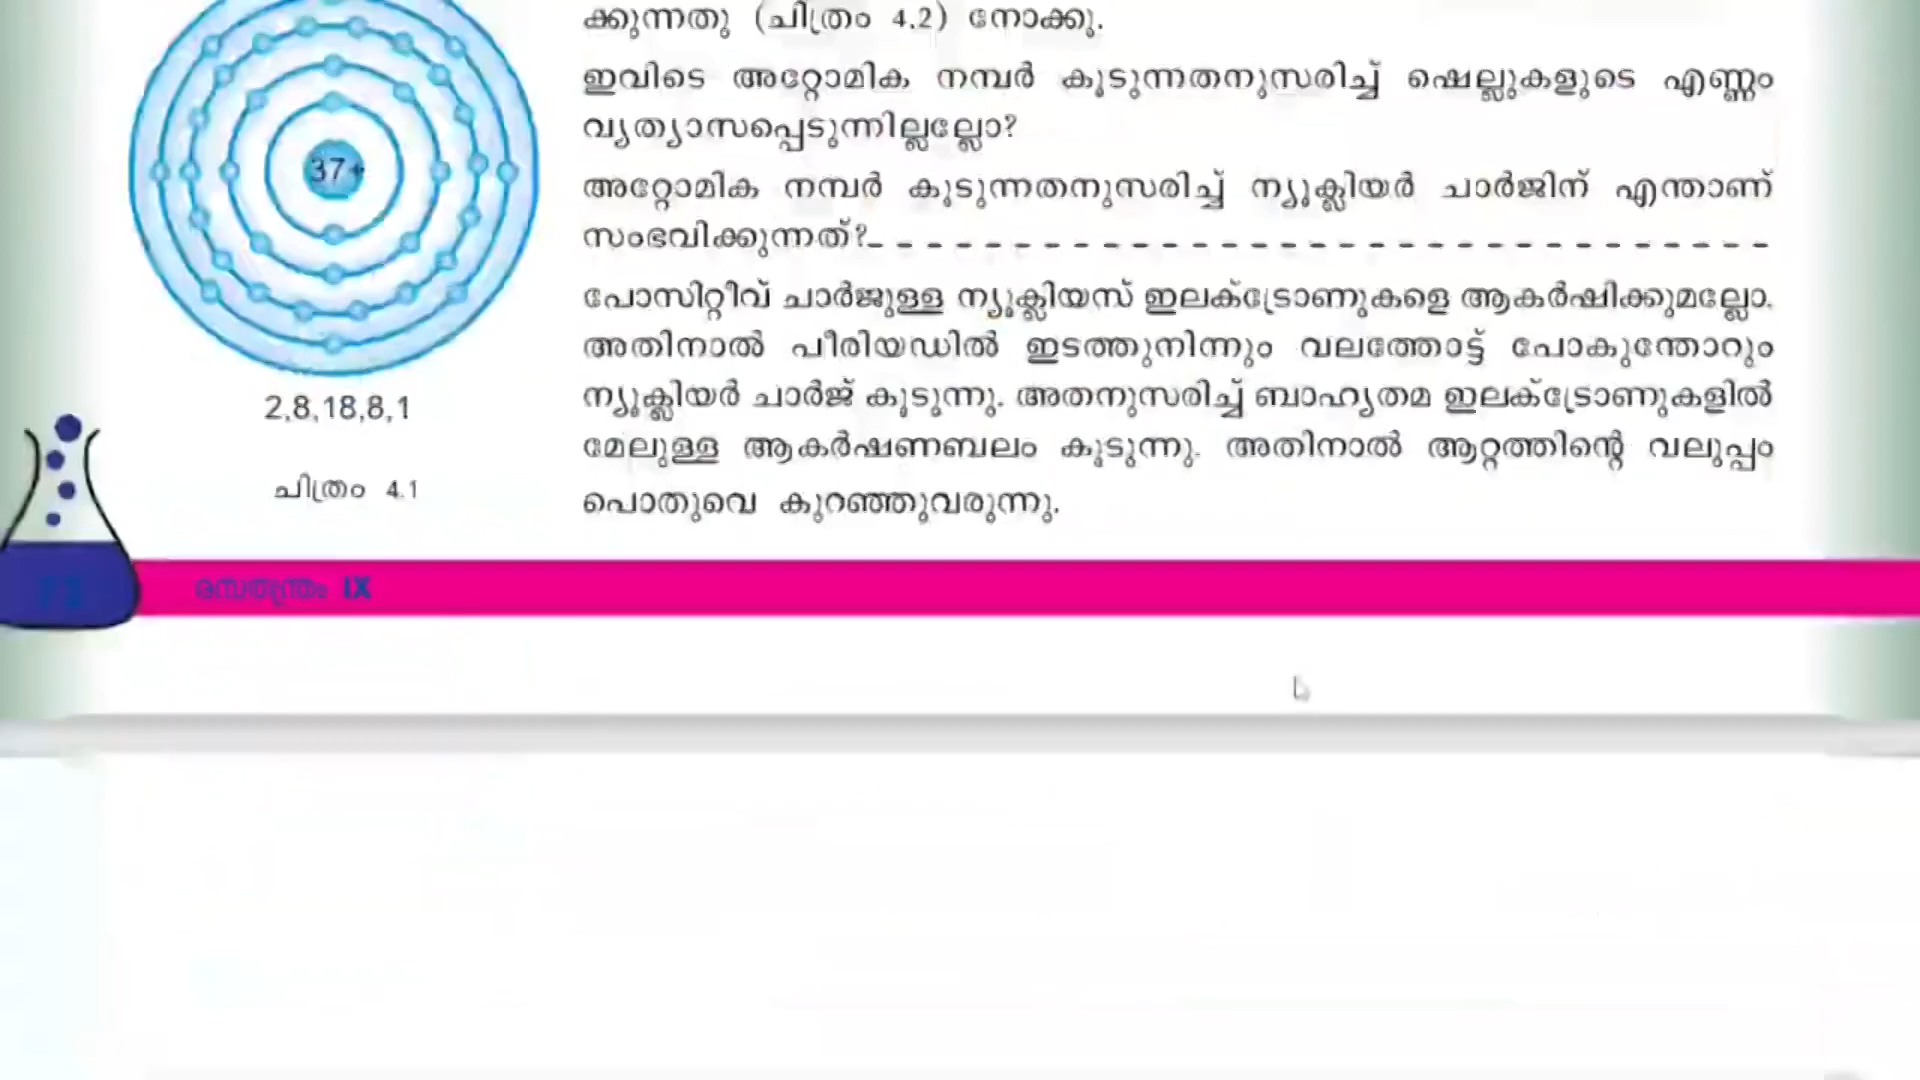 ക്കുന്നതു (ചിത്രം 4.2) നോക്കു.
ഇവിടെ അറ്റോമിക നമ്പർ കൂടുന്നതനുസരിച്ച് ഷെല്ലുകളുടെ എണ്ണം
വ്യത്യാസപ്പെടുന്നില്ലല്ലോ?
അറ്റോമിക നമ്പർ കൂടുന്നതനുസരിച്ച് ന്യൂക്ലിയർ ചാർജിന് എന്താണ്
സംഭവിക്കുന്നത്?
പോസിറ്റീവ് ചാർജുള്ള ന്യൂക്ലിയസ് ഇലക്ട്രോണുകളെ ആകർഷിക്കുമല്ലോ.
അതിനാൽ പീരിയഡിൽ ഇടത്തുനിന്നും വലത്തോട്ട് പോകുന്തോറും
ന്യൂക്ലിയർ ചാർജ് കൂടുന്നു. അതനുസരിച്ച് ബാഹ്യതമ ഇലക്ട്രോണുകളിൽ
മേലുള്ള ആകർഷണബലം കൂടുന്നു. അതിനാൽ ആറ്റത്തിന്റെ വലുപ്പം
പൊതുവെ കുറഞ്ഞുവരുന്നു.
37+
2,8,18,8,1
ചിത്രം 4.1
രസതന്ത്രം IX